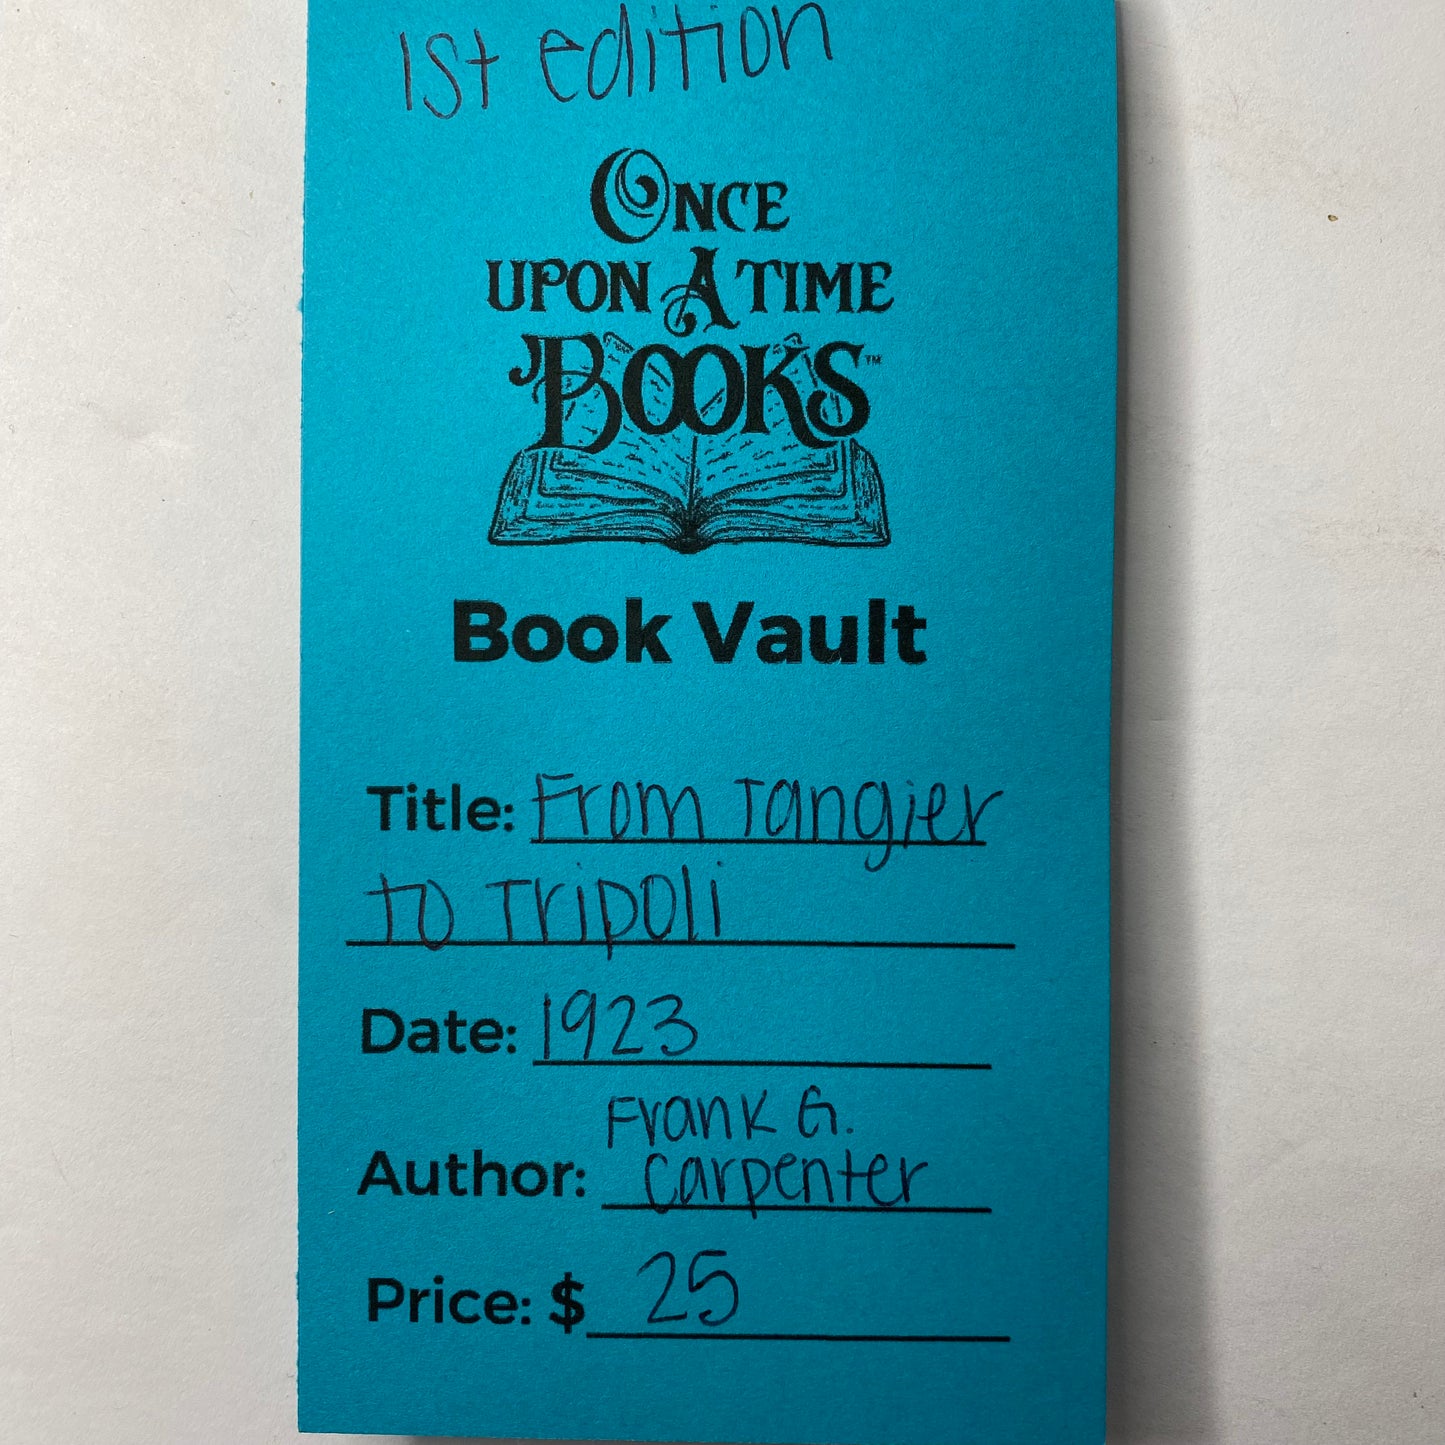 1st edition
ONCE
UPON A TIME
BOOKS™
Book Vault
Title: From Tangier
to Tripoli
Date: 1923
Frank G.
Author: Carpenter
Price: $ 25